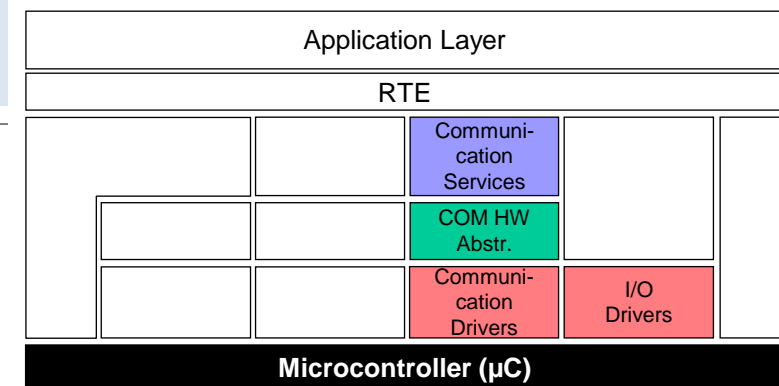 Application Layer
RTE
Communi-
cation
Services
COM HW
Abstr.
Communi-
cation
Drivers
I/O
Drivers
Microcontroller (µC)